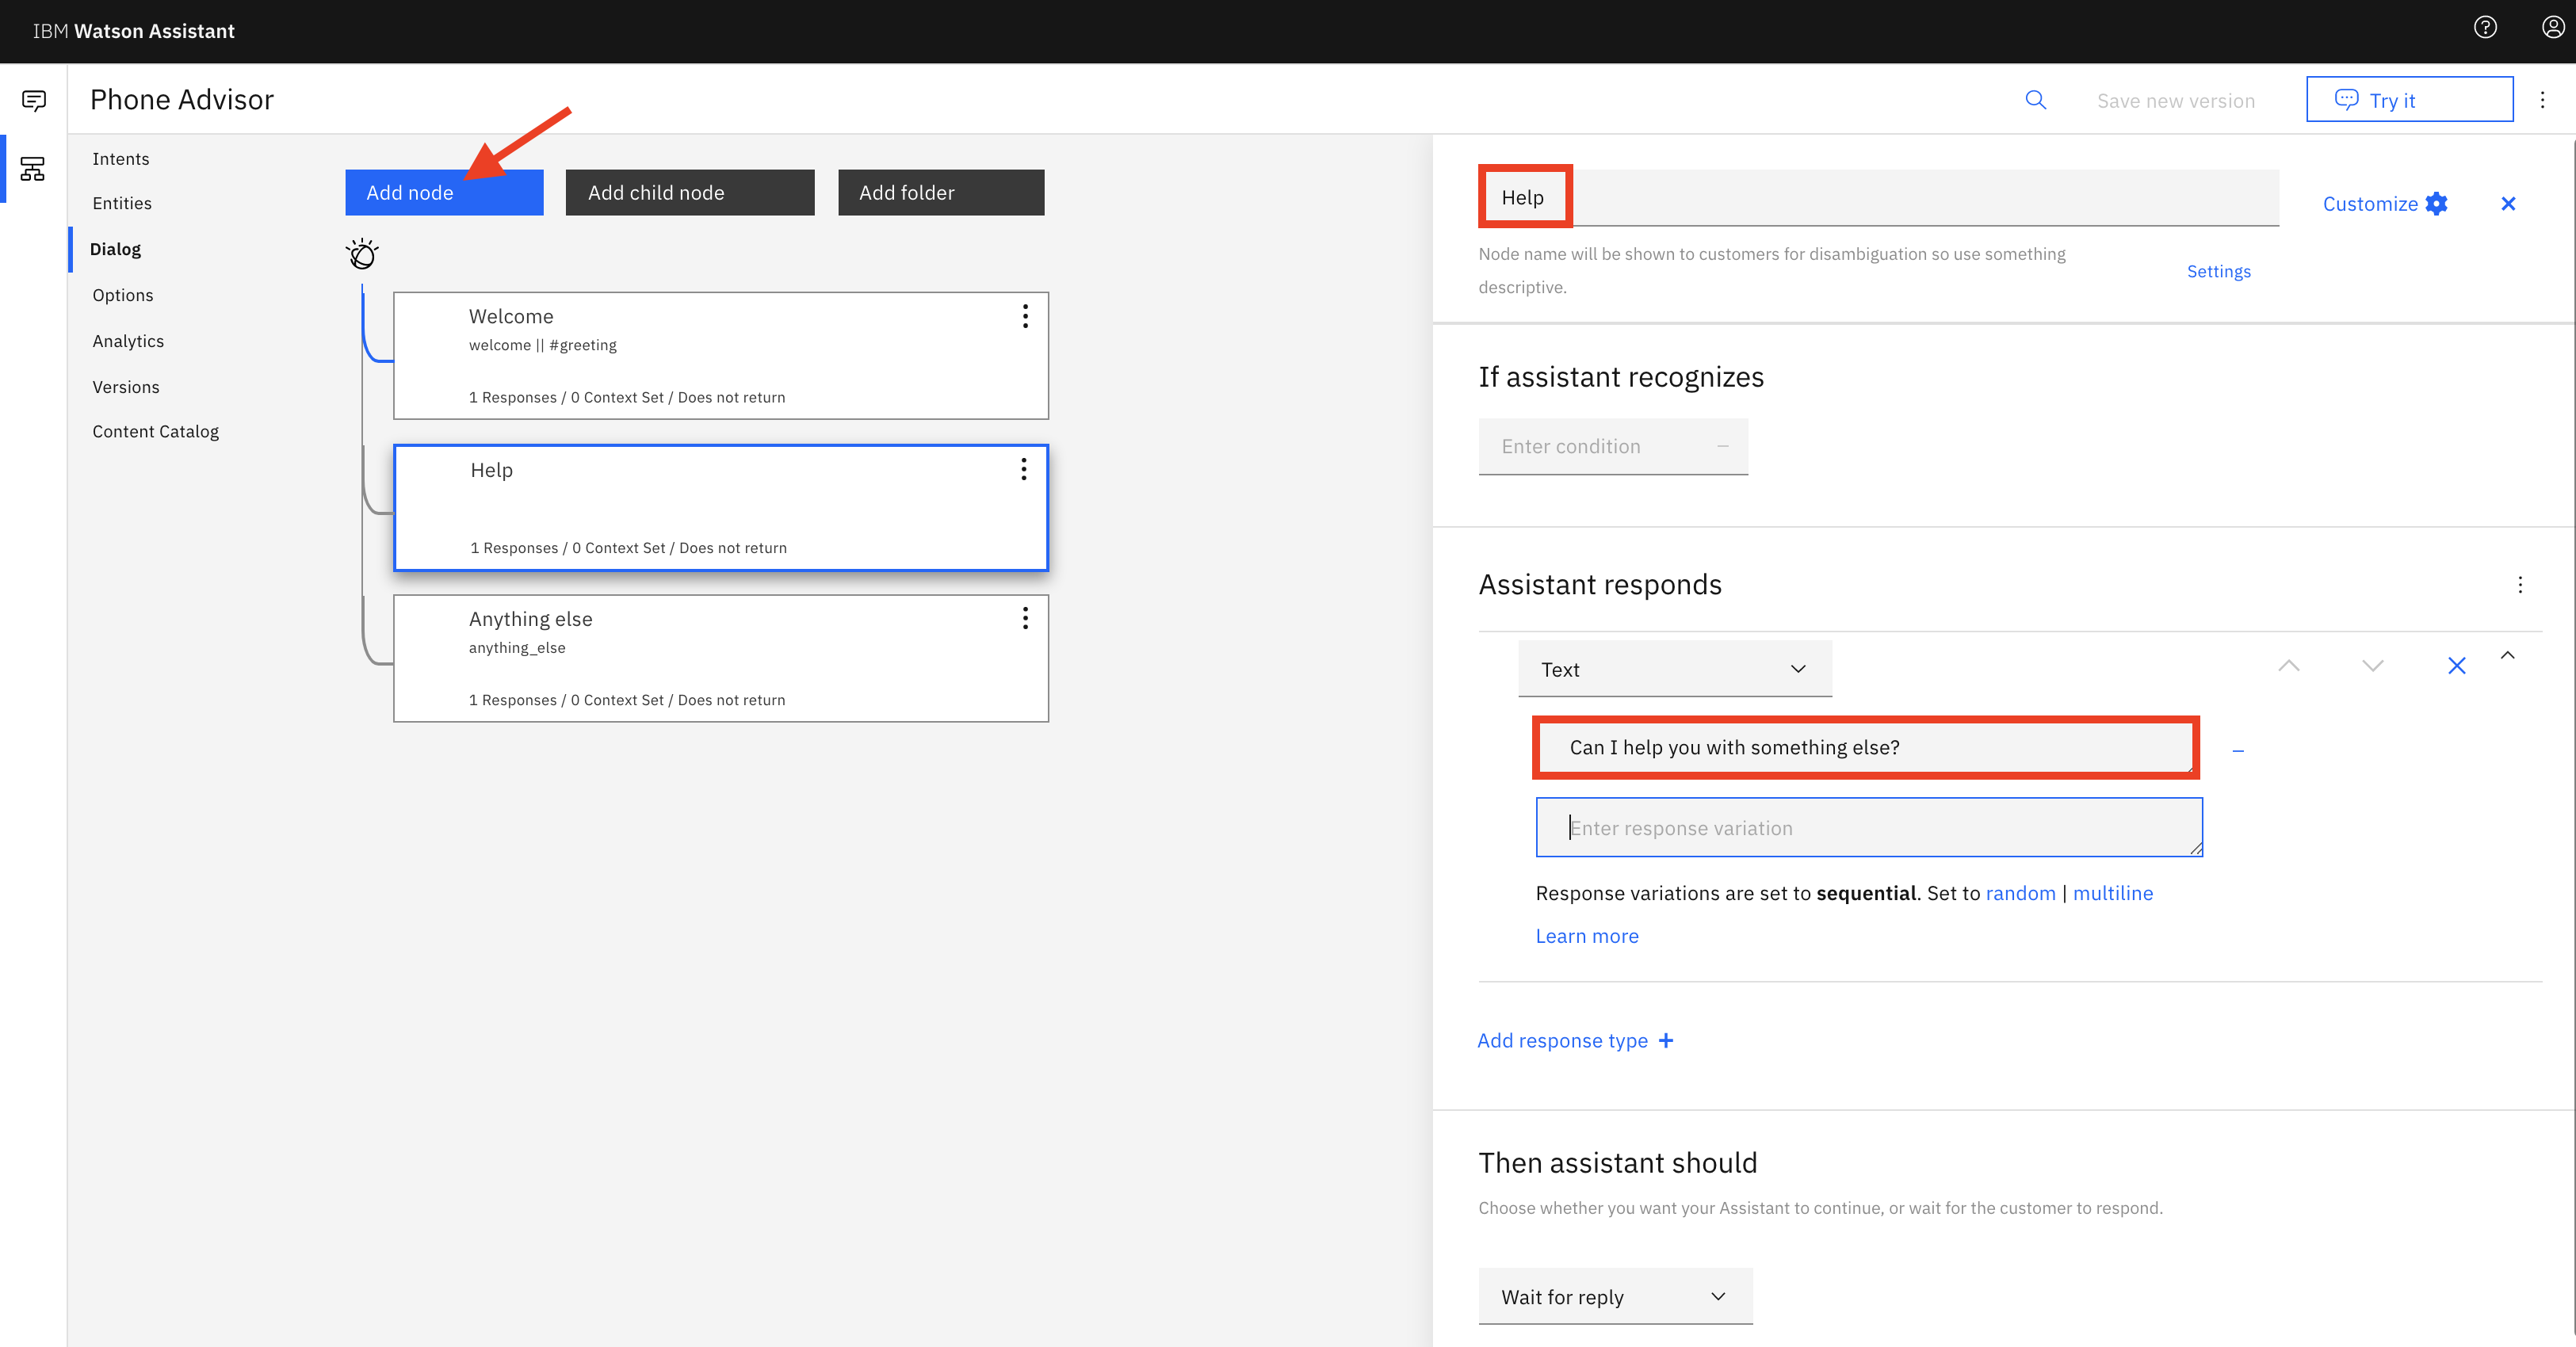 IBM Watson Assistant
Phone Advisor
Save new version
Try it
Intents
Entities
Dialog
Options
Analytics
Versions
Content Catalog
Add node
Add child node
Add folder
Welcome
welcome || #greeting
1 Responses / 0 Context Set / Does not return
Help
1 Responses / 0 Context Set / Does not return
Anything else
anything_else
1 Responses / 0 Context Set / Does not return
Help
Customize
Node name will be shown to customers for disambiguation so use something
descriptive.
Settings
If assistant recognizes
Enter condition
Assistant responds
Text
Can I help you with something else?
Enter response variation
Response variations are set to sequential. Set to random | multiline
Learn more
Add response type +
Then assistant should
Choose whether you want your Assistant to continue, or wait for the customer to respond.
Wait for reply